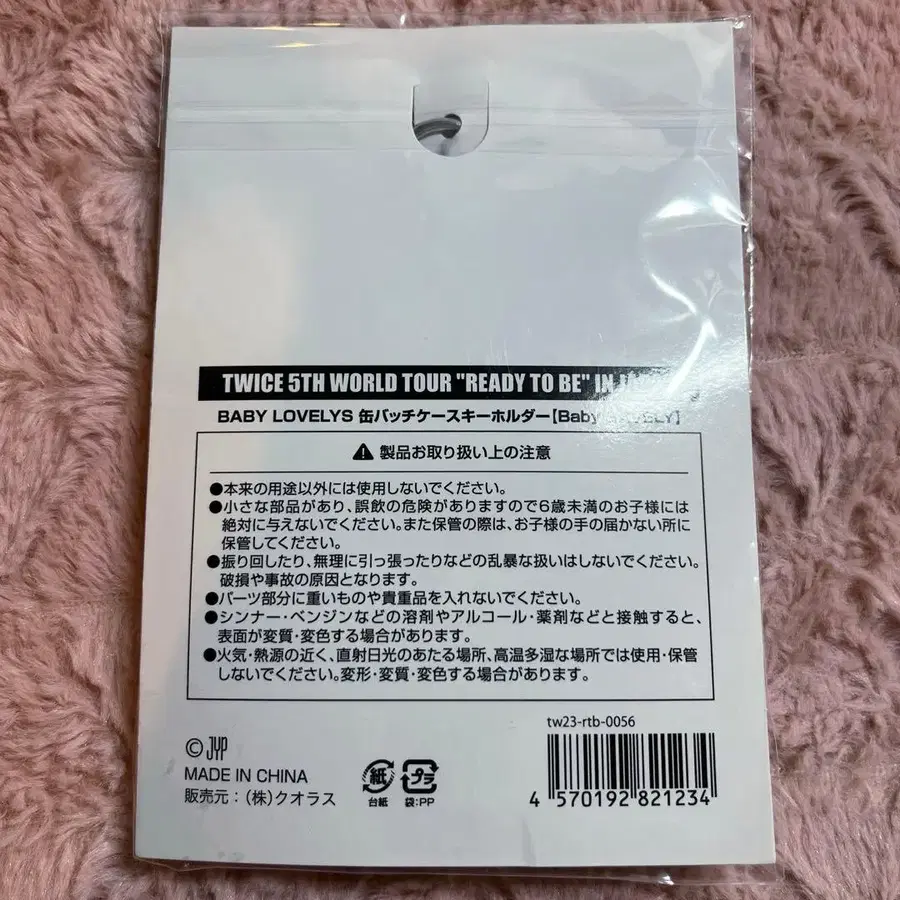 TWICE 5TH WORLD TOUR "READY TO BE" IN
BABY LOVELYS 缶バッチケースキーホルダー【Baby
製品お取り扱い上の注意
●本来の用途以外には使用しないでください。
●小さな部品があり、誤飲の危険がありますので6歳未満のお子様には
絶対に与えないでください。また保管の際は、お子様の手の届かない所に
保管してください。
●振り回したり、無理に引っ張ったりなどの乱暴な扱いはしないでください。
破損や事故の原因となります。
●パーツ部分に重いものや貴重品を入れないでください。
●シンナー・ベンジンなどの溶剤やアルコール・薬剤などと接触すると、
表面が変質・変色する場合があります。
●火気・熱源の近く、直射日光のあたる場所、高温多湿な場所では使用・保管
しないでください。変形・変質・変色する場合があります。
tw23-rtb-0056
4 570192 821234
© JYP
MADE IN CHINA
販売元：（株）クオラス
紙 プラ
台紙 袋:PP